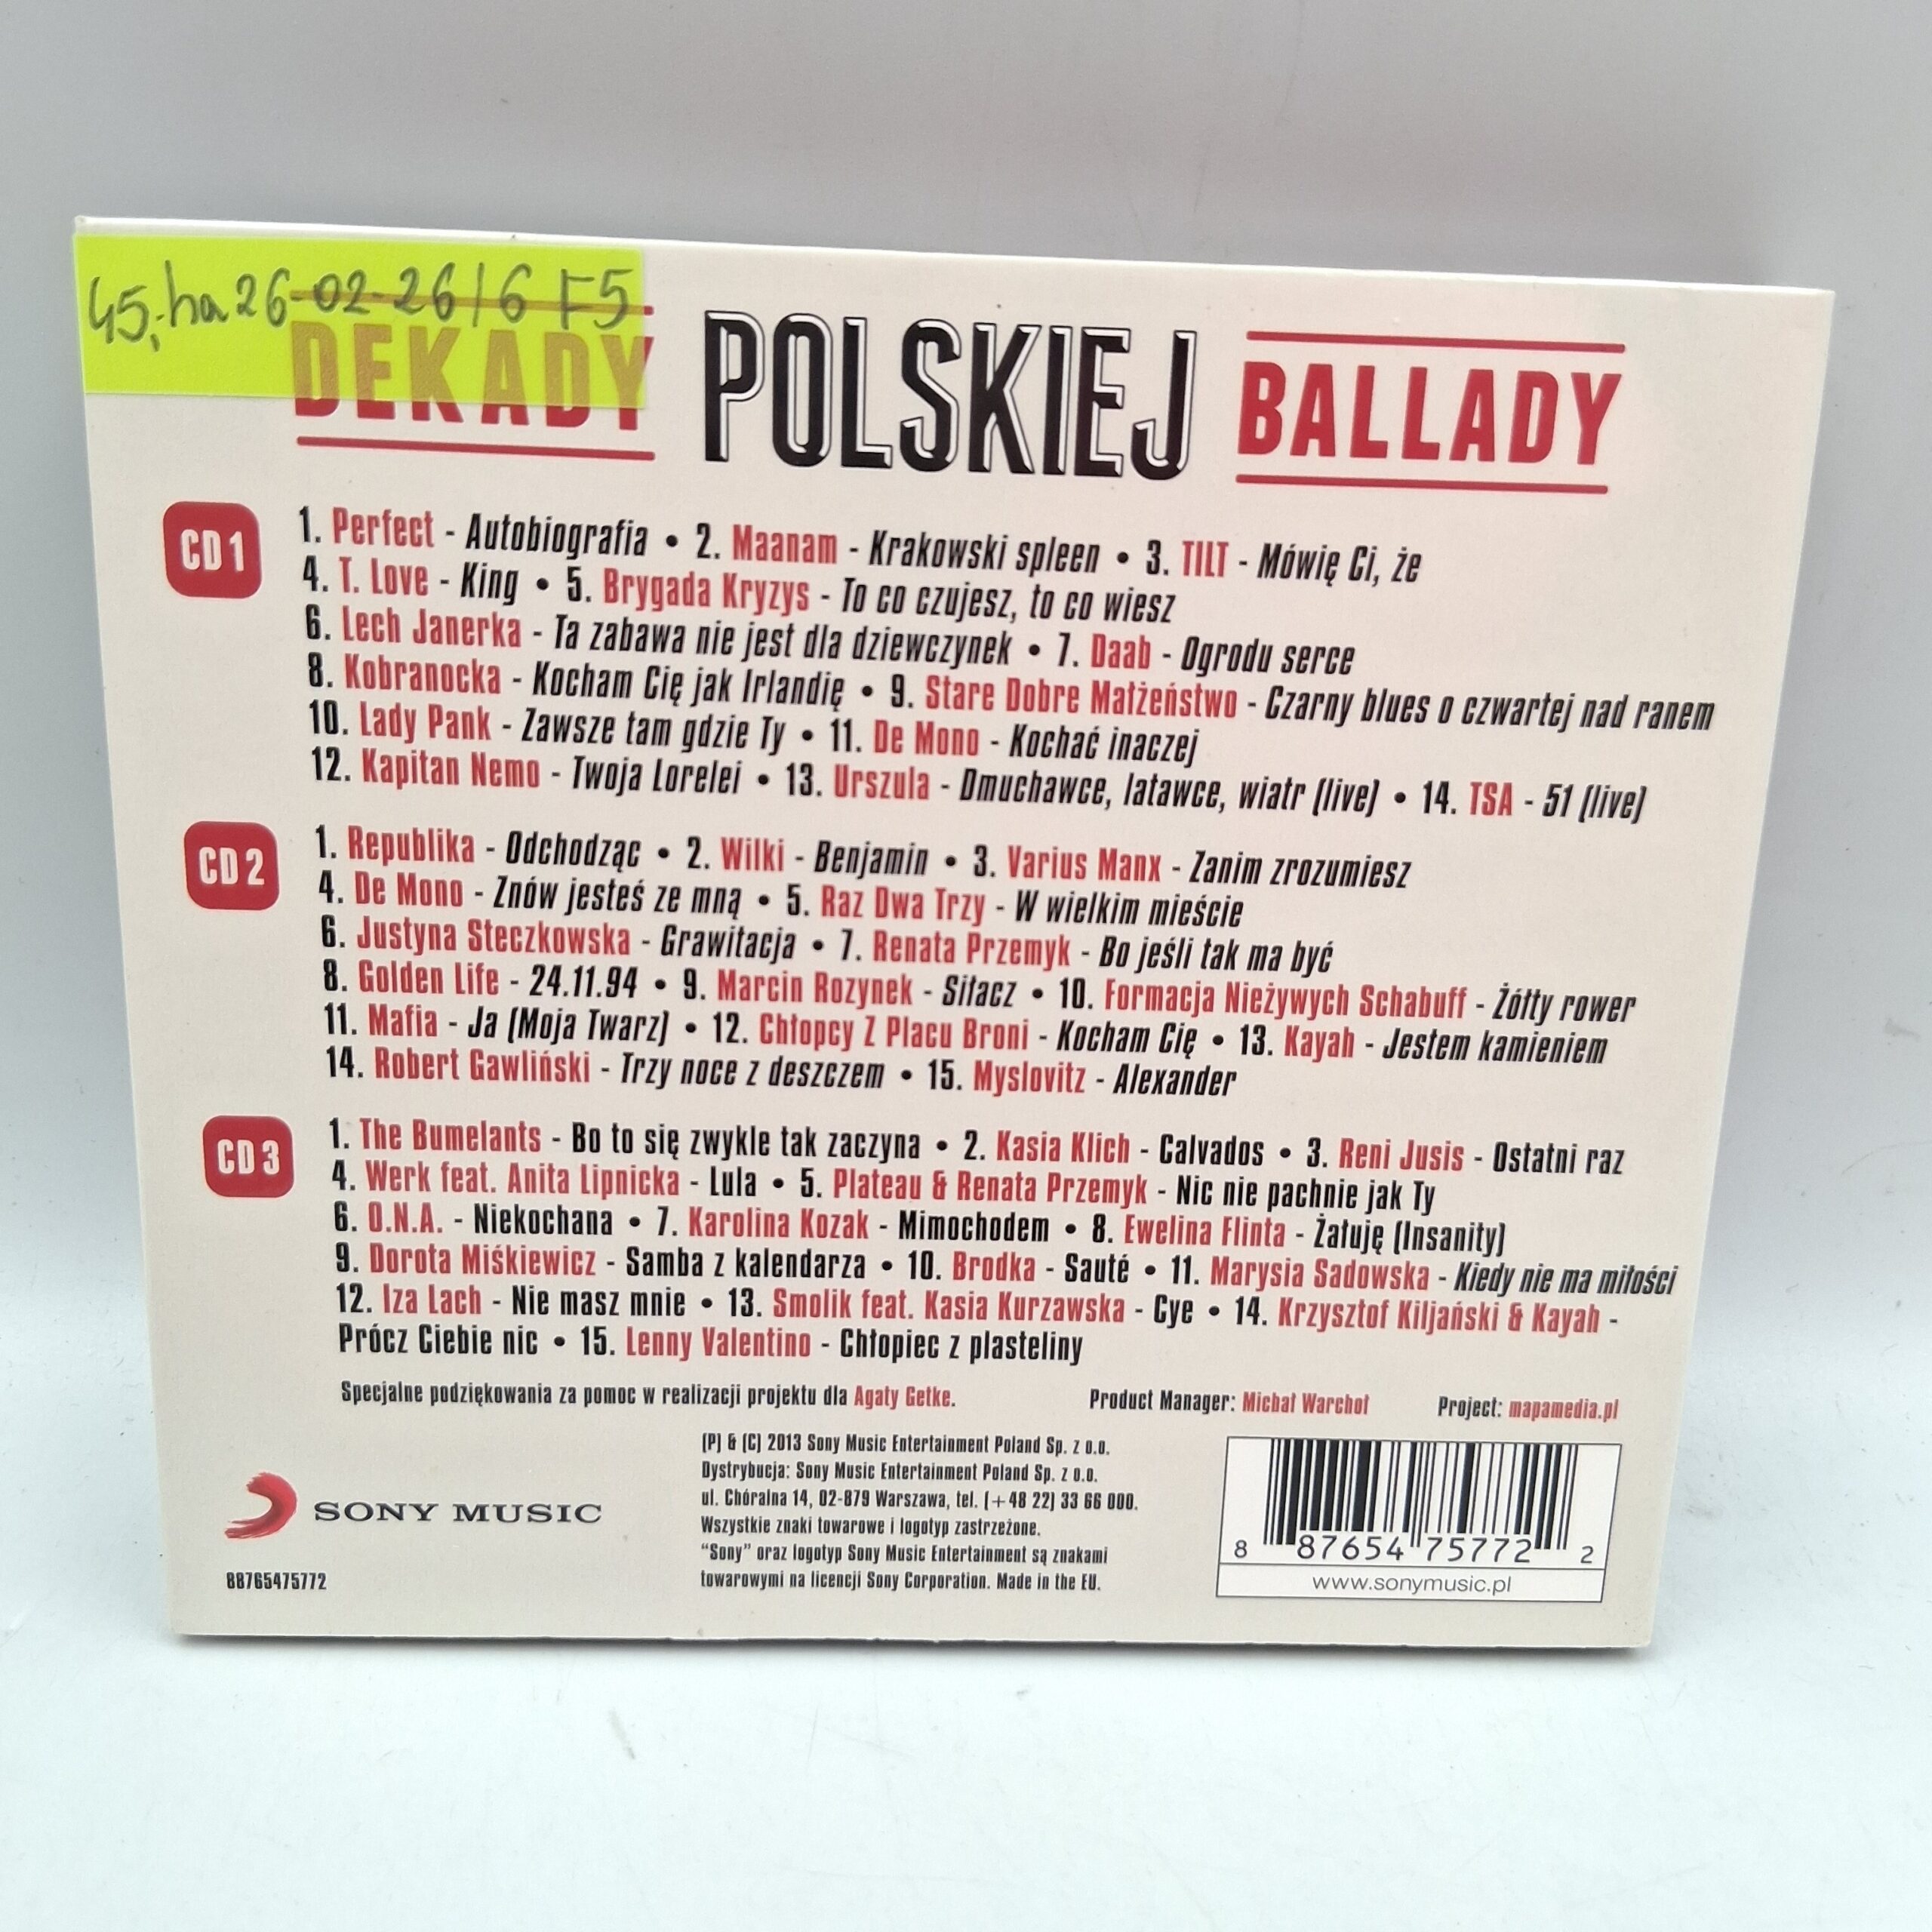 45,- ha 26-02-26/6 F5
DEKADY POLSKIEJ BALLADY
CD 1
1. Perfect - Autobiografia • 2. Maanam - Krakowski spleen • 3. TILT - Mówię Ci, że
4. T. Love - King • 5. Brygada Kryzys - To co czujesz, to co wiesz
6. Lech Janerka - Ta zabawa nie jest dla dziewczynek • 7. Daab - Ogrodu serce
8. Kobranocka - Kocham Cię jak Irlandię • 9. Stare Dobre Małżeństwo - Czarny blues o czwartej nad ranem
10. Lady Pank - Zawsze tam gdzie Ty • 11. De Mono - Kochać inaczej
12. Kapitan Nemo - Twoja Lorelei • 13. Urszula - Dmuchawce, latawce, wiatr (live) • 14. TSA - 51 (live)
CD 2
1. Republika - Odchodząc • 2. Wilki - Benjamin • 3. Varius Manx - Zanim zrozumiesz
4. De Mono - Znów jesteś ze mną • 5. Raz Dwa Trzy - W wielkim mieście
6. Justyna Steczkowska - Grawitacja • 7. Renata Przemyk - Bo jeśli tak ma być
8. Golden Life - 24.11.94 • 9. Marcin Rozynek - Siłacz • 10. Formacja Nieżywych Schabuff - Żółty rower
11. Mafia - Ja (Moja Twarz) • 12. Chłopcy Z Placu Broni - Kocham Cię • 13. Kayah - Jestem kamieniem
14. Robert Gawliński - Trzy noce z deszczem • 15. Myslovitz - Alexander
CD 3
1. The Bumelants - Bo to się zwykle tak zaczyna • 2. Kasia Klich - Calvados • 3. Reni Jusis - Ostatni raz
4. Werk feat. Anita Lipnicka - Lula • 5. Plateau & Renata Przemyk - Nic nie pachnie jak Ty
6. O.N.A. - Niekochana • 7. Karolina Kozak - Mimochodem • 8. Ewelina Flinta - Żałuję (Insanity)
9. Dorota Miśkiewicz - Samba z kalendarza • 10. Brodka - Sauté • 11. Marysia Sadowska - Kiedy nie ma miłości
12. Iza Lach - Nie masz mnie • 13. Smolik feat. Kasia Kurzawska - Cye • 14. Krzysztof Kiljański & Kayah -
Prócz Ciebie nic • 15. Lenny Valentino - Chłopiec z plasteliny
Specjalne podziękowania za pomoc w realizacji projektu dla Agaty Getke. Product Manager: Michał Warchoł Project: mapamedia.pl
SONY MUSIC
88765475772
(P) & (C) 2013 Sony Music Entertainment Poland Sp. z o.o.
Dystrybucja: Sony Music Entertainment Poland Sp. z o.o.
ul. Chóralna 14, 02-879 Warszawa, tel. (+48 22) 33 66 000.
Wszystkie znaki towarowe i logotyp zastrzeżone.
“Sony” oraz logotyp Sony Music Entertainment są znakami
towarowymi na licencji Sony Corporation. Made in the EU.
8 87654 75772 2
www.sonymusic.pl